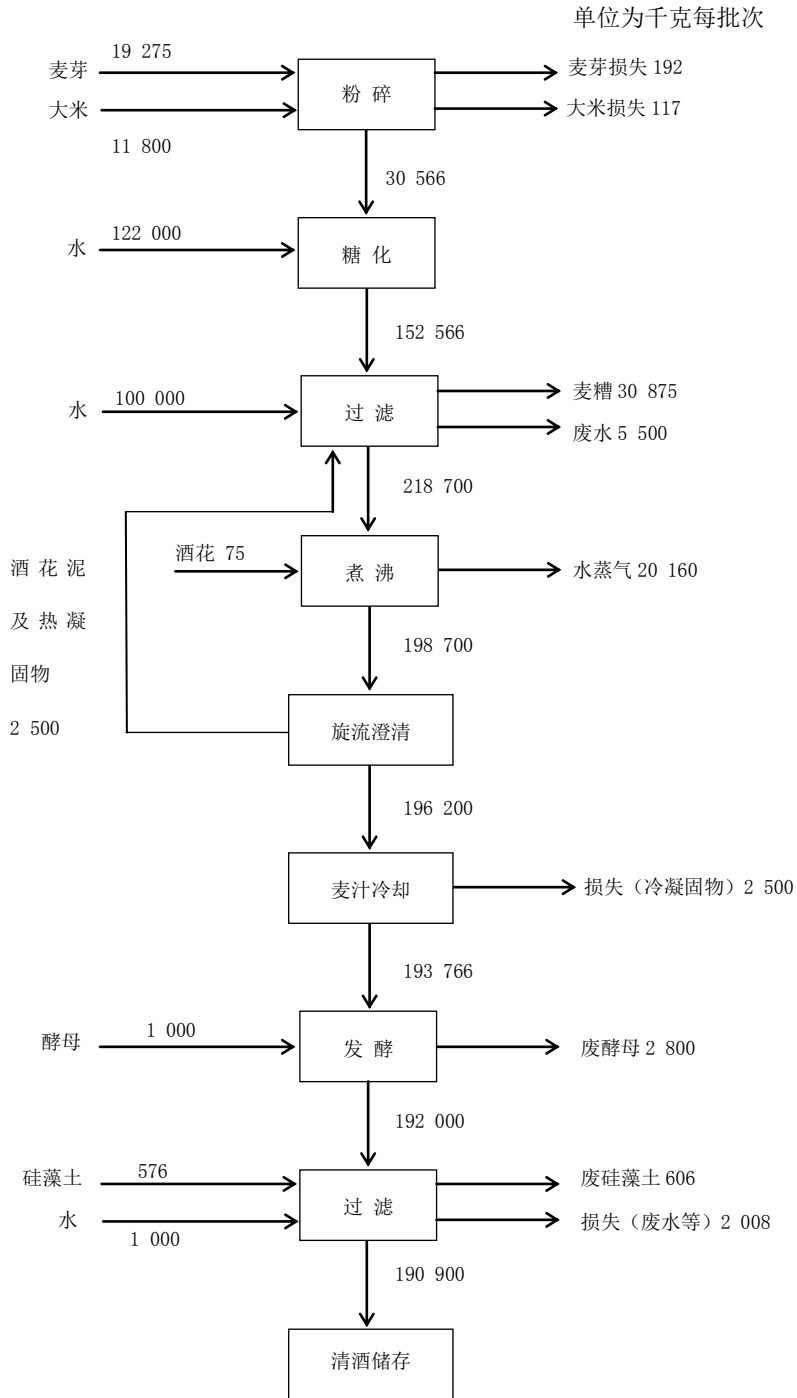 单位为千克每批次
19 275
麦芽
麦芽损失 192
粉 碎
大米
大米损失 117
11 800
30 566
122 000
水
糖 化
152 566
100 000
水
过 滤
麦糟 30 875
废水 5 500
218 700
酒花 75
酒 花 泥
及 热 凝
固物
2 500
煮 沸
水蒸气 20 160
198 700
旋流澄清
196 200
麦汁冷却
损失（冷凝固物）2 500
193 766
1 000
酵母
发 酵
废酵母 2 800
192 000
576
硅藻土
过 滤
废硅藻土 606
水
损失（废水等）2 008
1 000
190 900
清酒储存